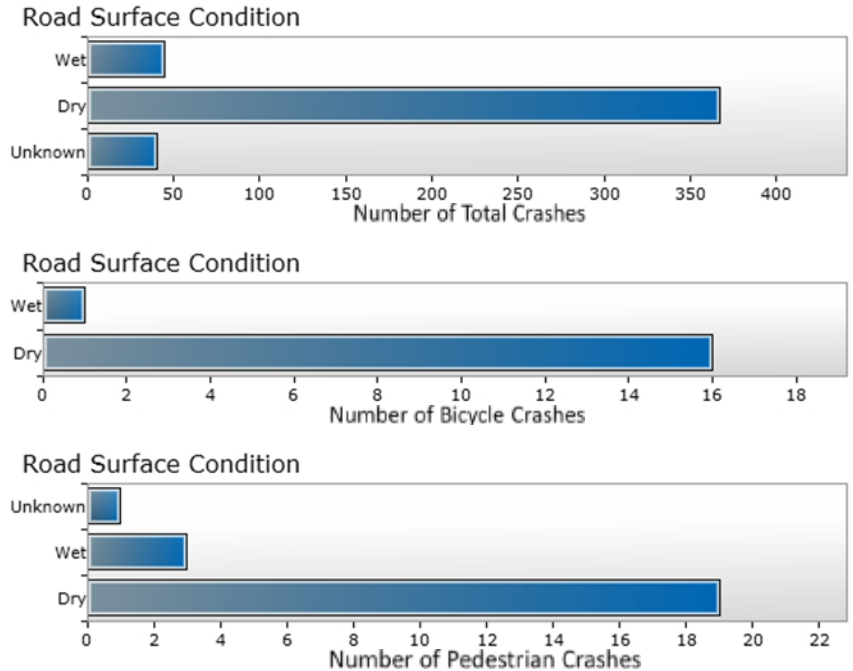 Road Surface Condition
Wet
Dry
Unknown
0 50 100 150 200 250 300 350 400
Number of Total Crashes
Road Surface Condition
Wet
Dry
0 2 4 6 8 10 12 14 16 18
Number of Bicycle Crashes
Road Surface Condition
Unknown
Wet
Dry
0 2 4 6 8 10 12 14 16 18 20 22
Number of Pedestrian Crashes